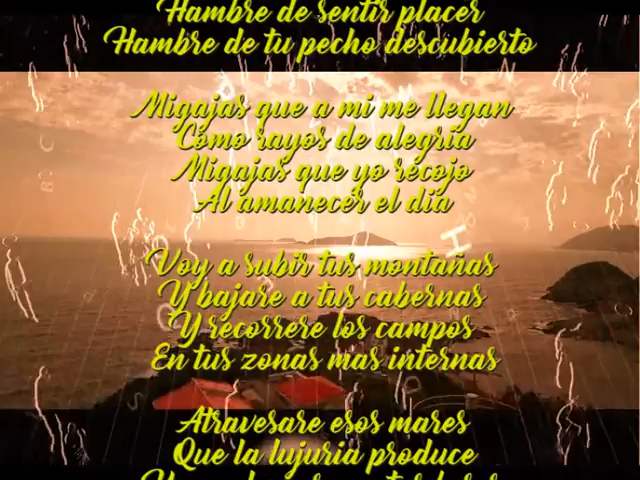 Hambre de sentir placer
Hambre de tu pecho descubierto
Migajas que a mi me llegan
Como rayos de alegria
Migajas que yo recojo
Al amanecer el dia
Voy a subir tus montañas
Y bajare a tus cabernas
Y recorrere los campos
En tus zonas mas internas
Atravesare esos mares
Que la lujuria produce